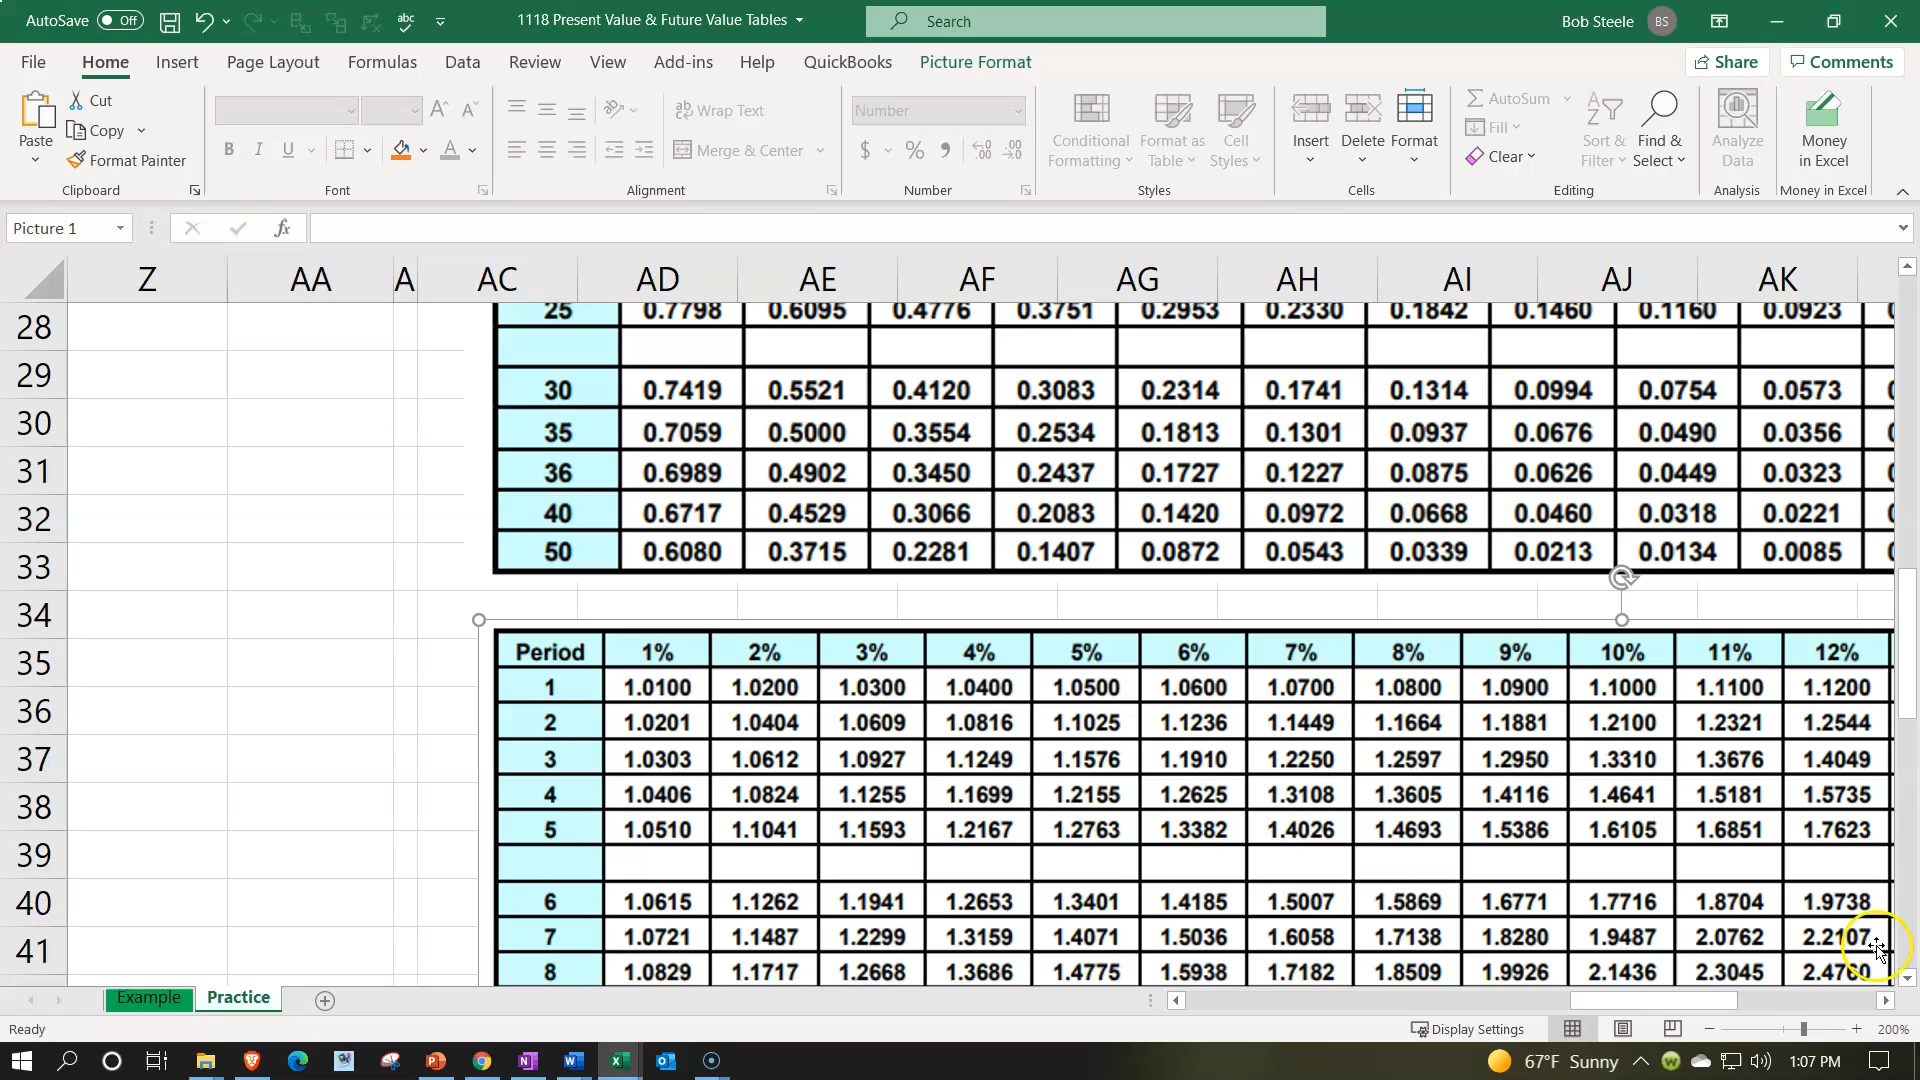 AutoSave Off abc 1118 Present Value & Future Value Tables Search Bob Steele BS
File Home Insert Page Layout Formulas Data Review View Add-ins Help QuickBooks Picture Format Share Comments
Paste Cut Copy Format Painter Clipboard
B I U A Font
Wrap Text Merge & Center Alignment
Number $ % Number
Conditional Formatting Format as Table Cell Styles Styles
Insert Delete Format Cells
AutoSum Fill Clear Sort & Filter Find & Select Editing
Analyze Data Analysis
Money in Excel Money in Excel
Picture 1 fx
Z AA A AC AD AE AF AG AH AI AJ AK
28 29 30 31 32 33 34 35 36 37 38 39 40 41
25 0.7798 0.6095 0.4776 0.3751 0.2953 0.2330 0.1842 0.1460 0.1160 0.0923
30 0.7419 0.5521 0.4120 0.3083 0.2314 0.1741 0.1314 0.0994 0.0754 0.0573
35 0.7059 0.5000 0.3554 0.2534 0.1813 0.1301 0.0937 0.0676 0.0490 0.0356
36 0.6989 0.4902 0.3450 0.2437 0.1727 0.1227 0.0875 0.0626 0.0449 0.0323
40 0.6717 0.4529 0.3066 0.2083 0.1420 0.0972 0.0668 0.0460 0.0318 0.0221
50 0.6080 0.3715 0.2281 0.1407 0.0872 0.0543 0.0339 0.0213 0.0134 0.0085
Period 1% 2% 3% 4% 5% 6% 7% 8% 9% 10% 11% 12%
1 1.0100 1.0200 1.0300 1.0400 1.0500 1.0600 1.0700 1.0800 1.0900 1.1000 1.1100 1.1200
2 1.0201 1.0404 1.0609 1.0816 1.1025 1.1236 1.1449 1.1664 1.1881 1.2100 1.2321 1.2544
3 1.0303 1.0612 1.0927 1.1249 1.1576 1.1910 1.2250 1.2597 1.2950 1.3310 1.3676 1.4049
4 1.0406 1.0824 1.1255 1.1699 1.2155 1.2625 1.3108 1.3605 1.4116 1.4641 1.5181 1.5735
5 1.0510 1.1041 1.1593 1.2167 1.2763 1.3382 1.4026 1.4693 1.5386 1.6105 1.6851 1.7623
6 1.0615 1.1262 1.1941 1.2653 1.3401 1.4185 1.5007 1.5869 1.6771 1.7716 1.8704 1.9738
7 1.0721 1.1487 1.2299 1.3159 1.4071 1.5036 1.6058 1.7138 1.8280 1.9487 2.0762 2.2107
8 1.0829 1.1717 1.2668 1.3686 1.4775 1.5938 1.7182 1.8509 1.9926 2.1436 2.3045 2.4760
Example Practice
Ready Display Settings 200%
67°F Sunny 1:07 PM